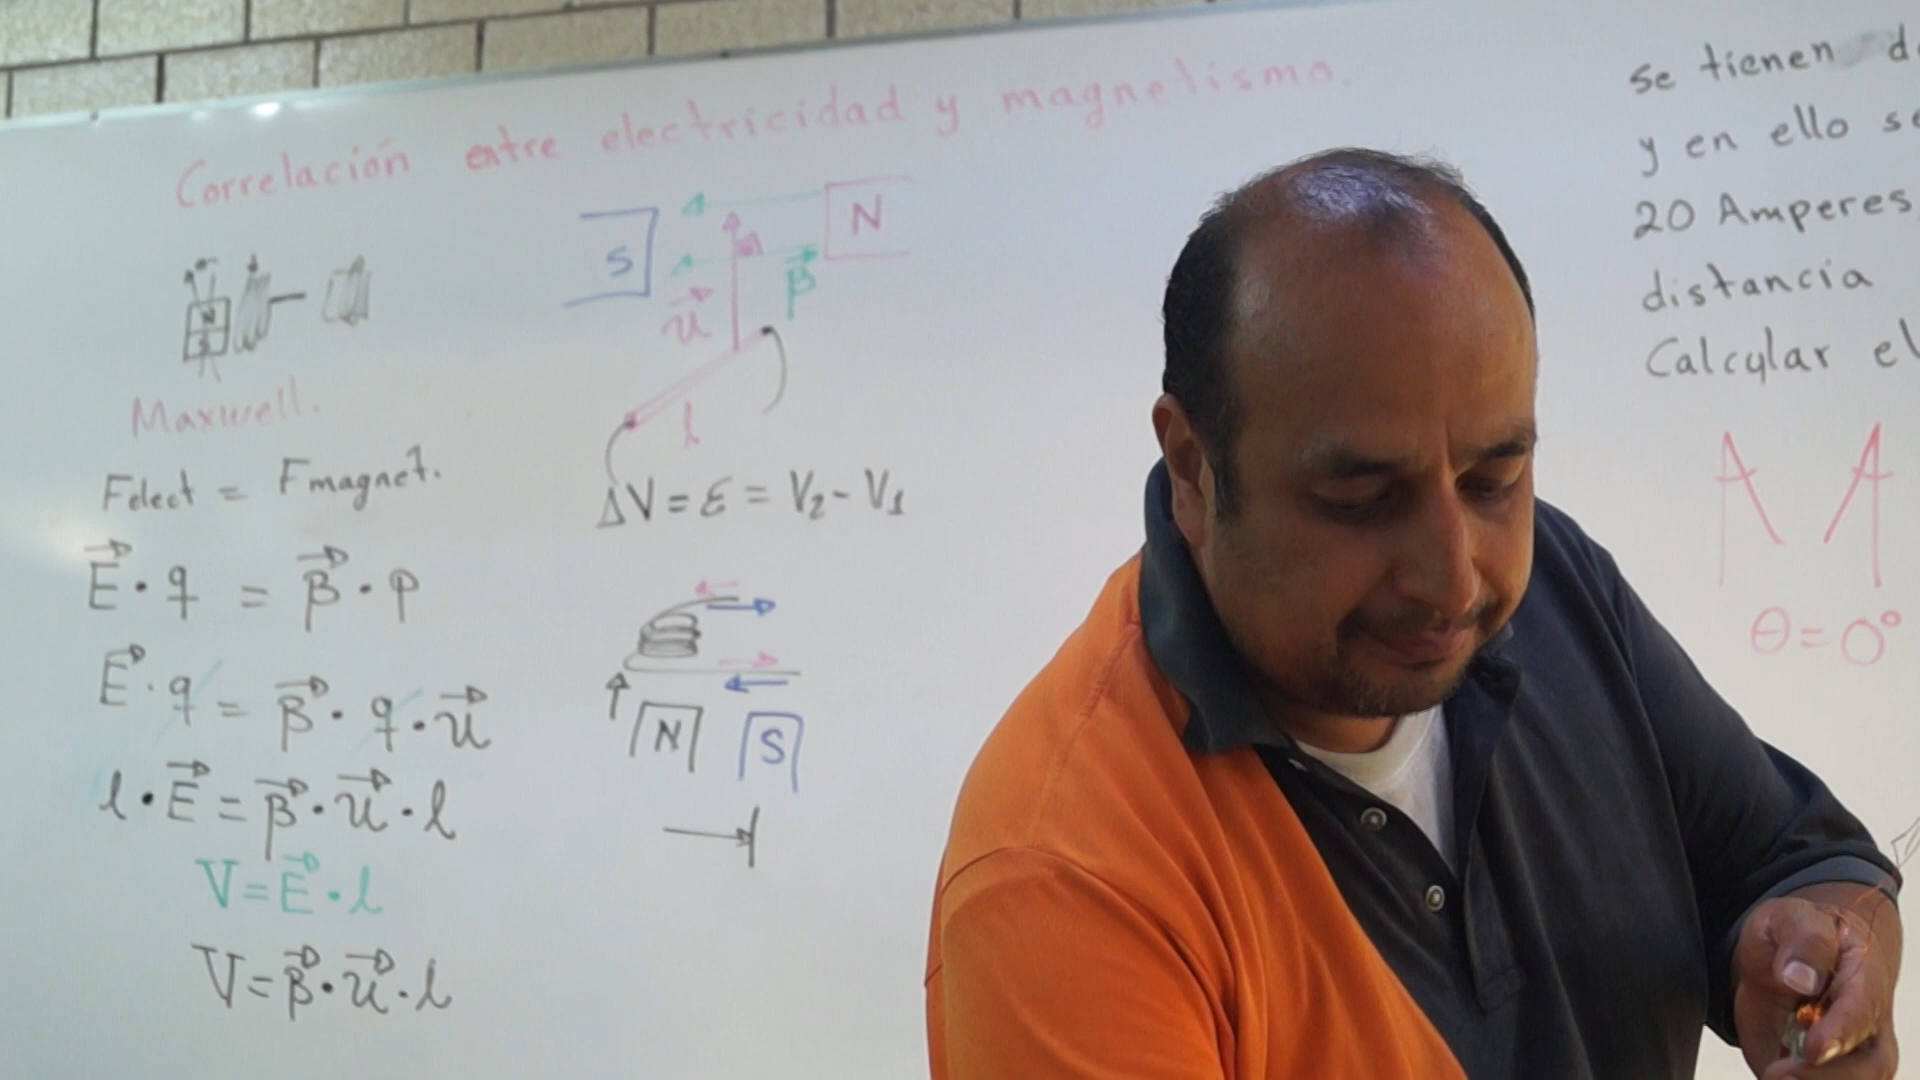 Correlación entre electricidad y magnetismo.
N
S
S
N
β⃗
u⃗
l
Maxwell.
Felect = Fmagnet.
E⃗ · q = β⃗ · p
E⃗ · q = β⃗ · q · u⃗
l · E⃗ = β⃗ · u⃗ · l
V = E⃗ · l
V = β⃗ · u⃗ · l
ΔV = ε = V₂ - V₁
N
S
se tienen
y en ello
20 Amperes
distancia
Calcular el
θ = 0°